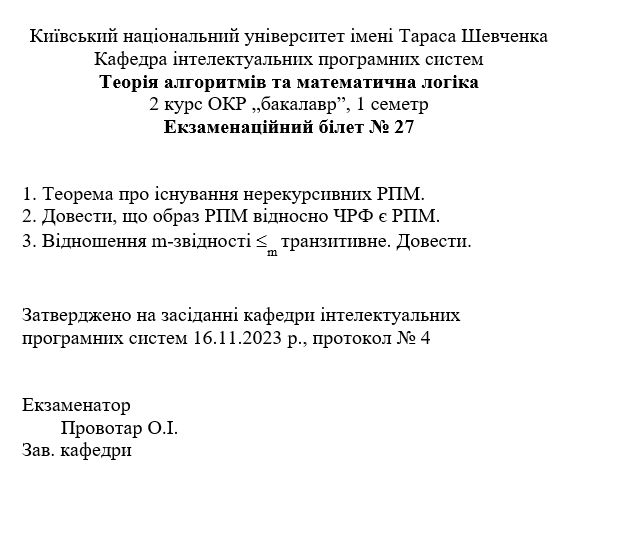 Київський національний університет імені Тараса Шевченка
Кафедра інтелектуальних програмних систем
Теорія алгоритмів та математична логіка
2 курс ОКР „бакалавр”, 1 семетр
Екзаменаційний білет № 27
1. Теорема про існування нерекурсивних РПМ.
2. Довести, що образ РПМ відносно ЧРФ є РПМ.
3. Відношення m-звідності ≤m транзитивне. Довести.
Затверджено на засіданні кафедри інтелектуальних
програмних систем 16.11.2023 р., протокол № 4
Екзаменатор
Провотар О.І.
Зав. кафедри